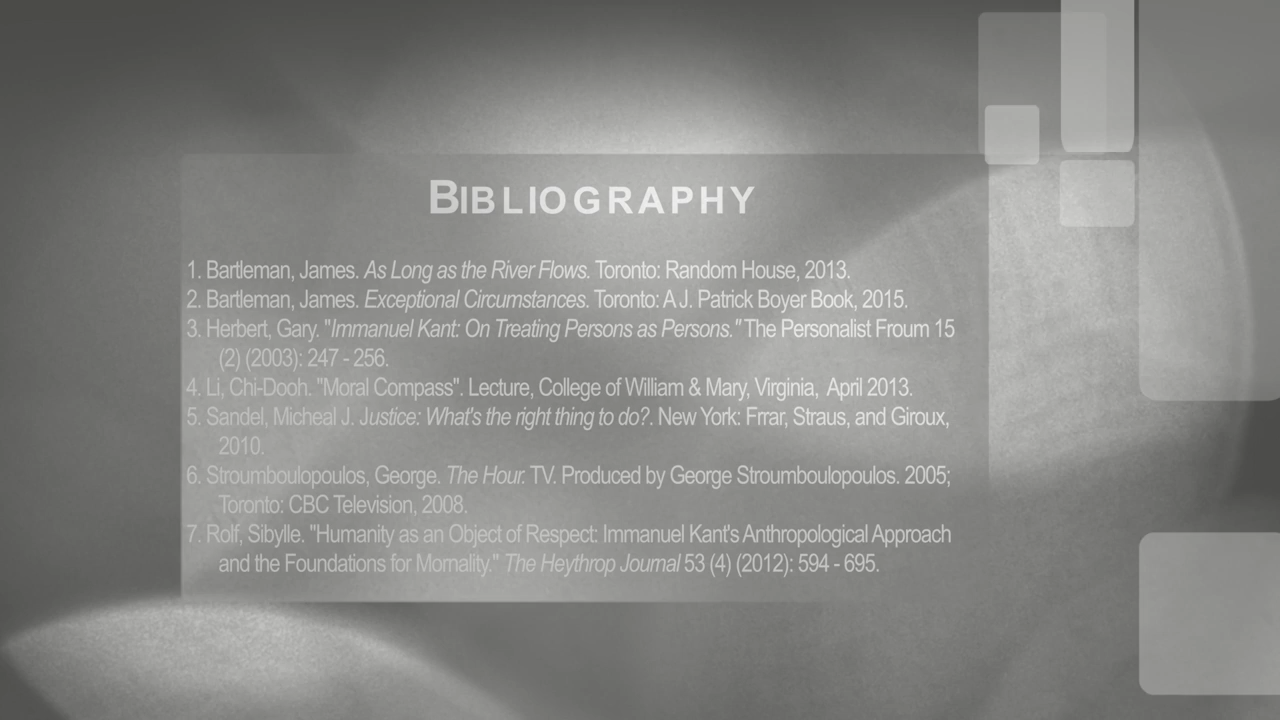 BIBLIOGRAPHY
1. Bartleman, James. As Long as the River Flows. Toronto: Random House, 2013.
2. Bartleman, James. Exceptional Circumstances. Toronto: A J. Patrick Boyer Book, 2015.
3. Herbert, Gary. "Immanuel Kant: On Treating Persons as Persons." The Personalist Froum 15
(2) (2003): 247 - 256.
4. Li, Chi-Dooh. "Moral Compass". Lecture, College of William & Mary, Virginia, April 2013.
5. Sandel, Micheal J. Justice: What's the right thing to do?. New York: Frrar, Straus, and Giroux,
2010.
6. Stroumboulopoulos, George. The Hour. TV. Produced by George Stroumboulopoulos. 2005;
Toronto: CBC Television, 2008.
7. Rolf, Sibylle. "Humanity as an Object of Respect: Immanuel Kant's Anthropological Approach
and the Foundations for Mornality." The Heythrop Journal 53 (4) (2012): 594 - 695.